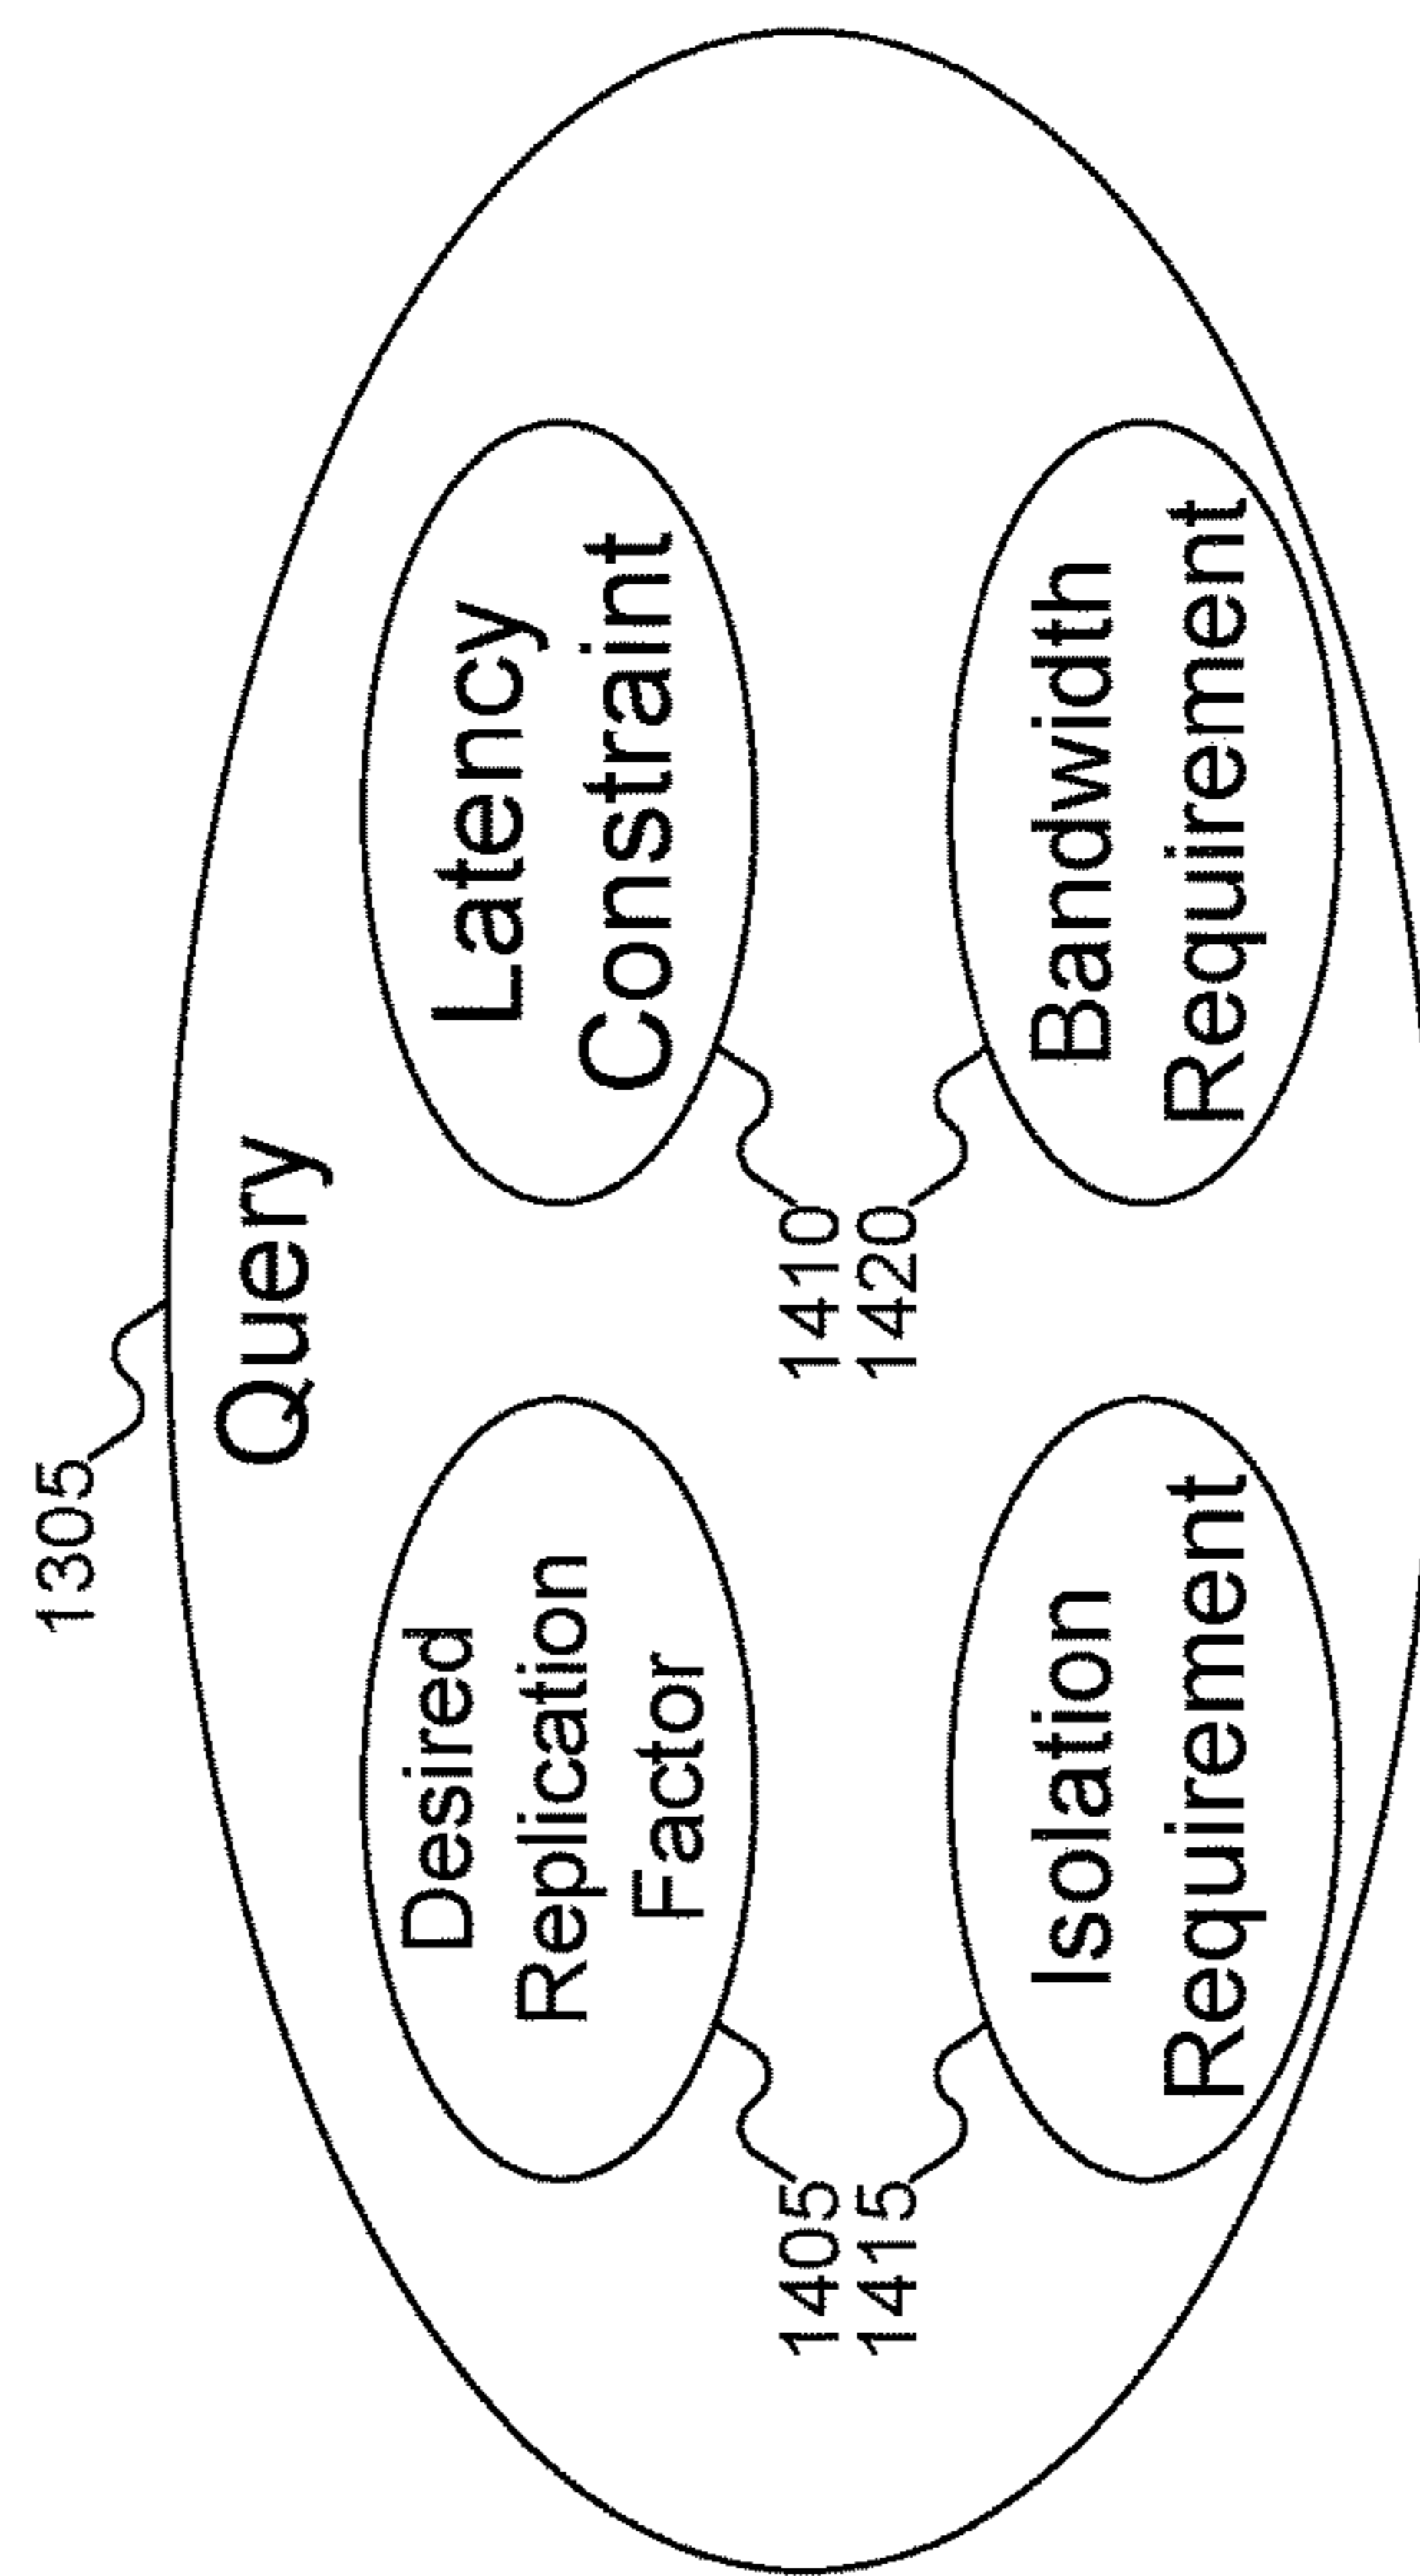 1305
Query
Desired
Replication
Factor
Latency
Constraint
1405
1410
1415
1420
Isolation
Requirement
Bandwidth
Requirement